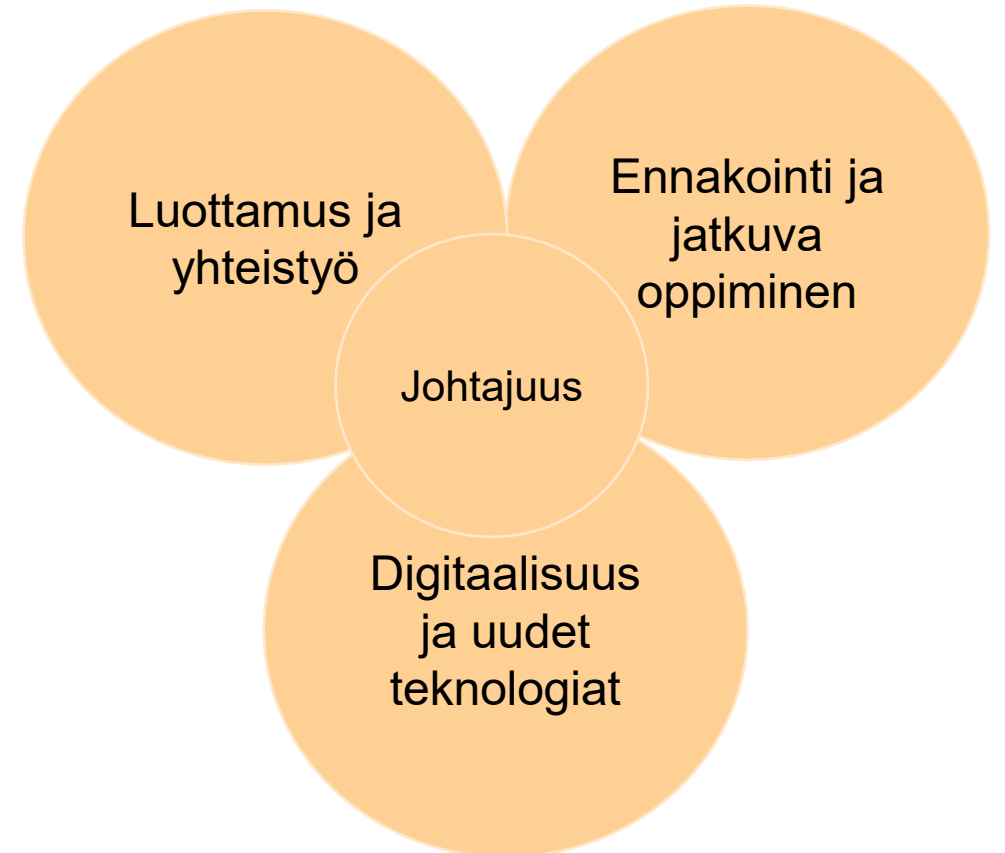 Luottamus ja
yhteistyö
Ennakointi ja
jatkuva
oppiminen
Johtajuus
Digitaalisuus
ja uudet
teknologiat